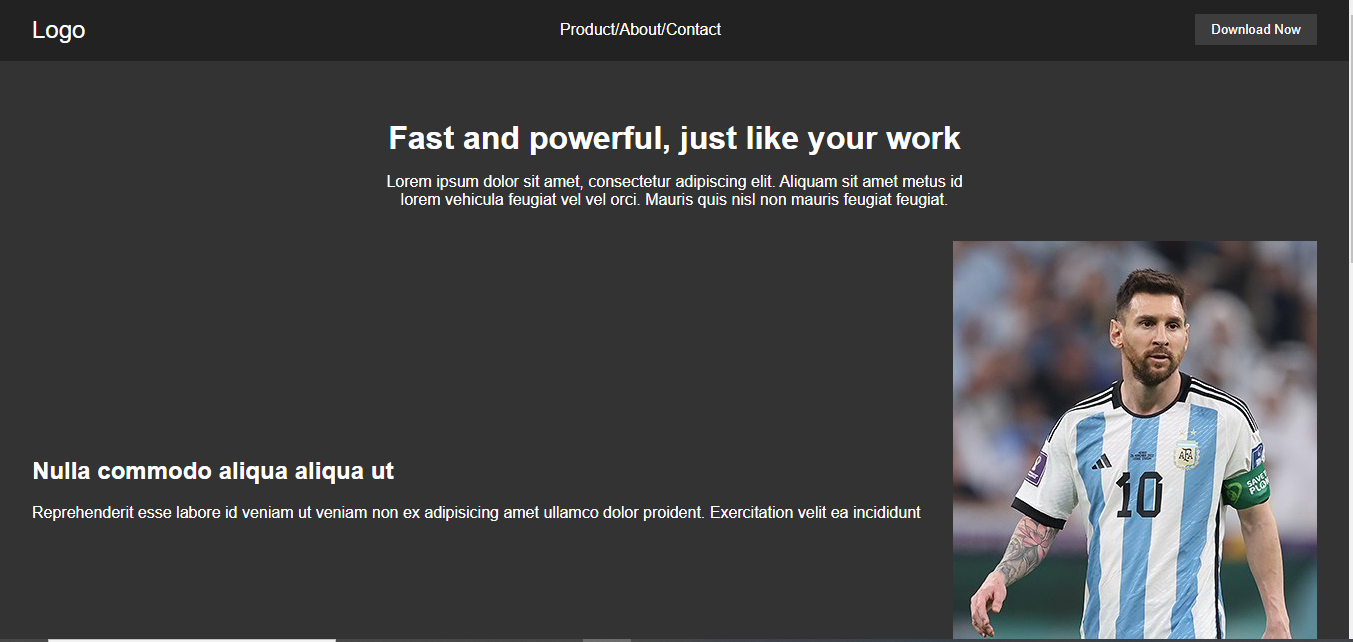 Logo
Product/About/Contact
Download Now
Fast and powerful, just like your work
Lorem ipsum dolor sit amet, consectetur adipiscing elit. Aliquam sit amet metus id
lorem vehicula feugiat vel vel orci. Mauris quis nisl non mauris feugiat feugiat.
Nulla commodo aliqua aliqua ut
Reprehenderit esse labore id veniam ut veniam non ex adipisicing amet ullamco dolor proident. Exercitation velit ea incididunt
AFA
10
SAVE